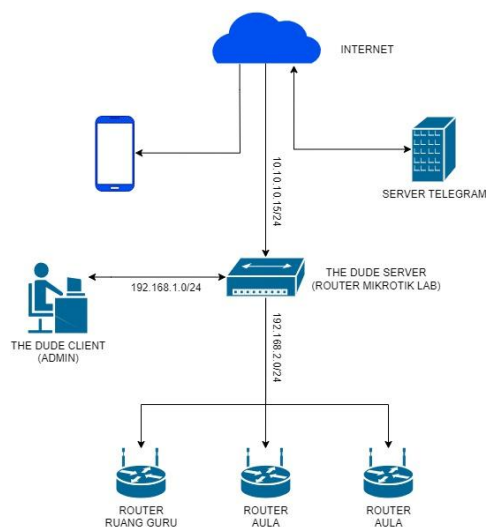 INTERNET
10.10.10.15/24
SERVER TELEGRAM
192.168.1.0/24
THE DUDE SERVER
(ROUTER MIKROTIK LAB)
THE DUDE CLIENT
(ADMIN)
192.168.2.0/24
ROUTER
RUANG GURU
ROUTER
AULA
ROUTER
AULA